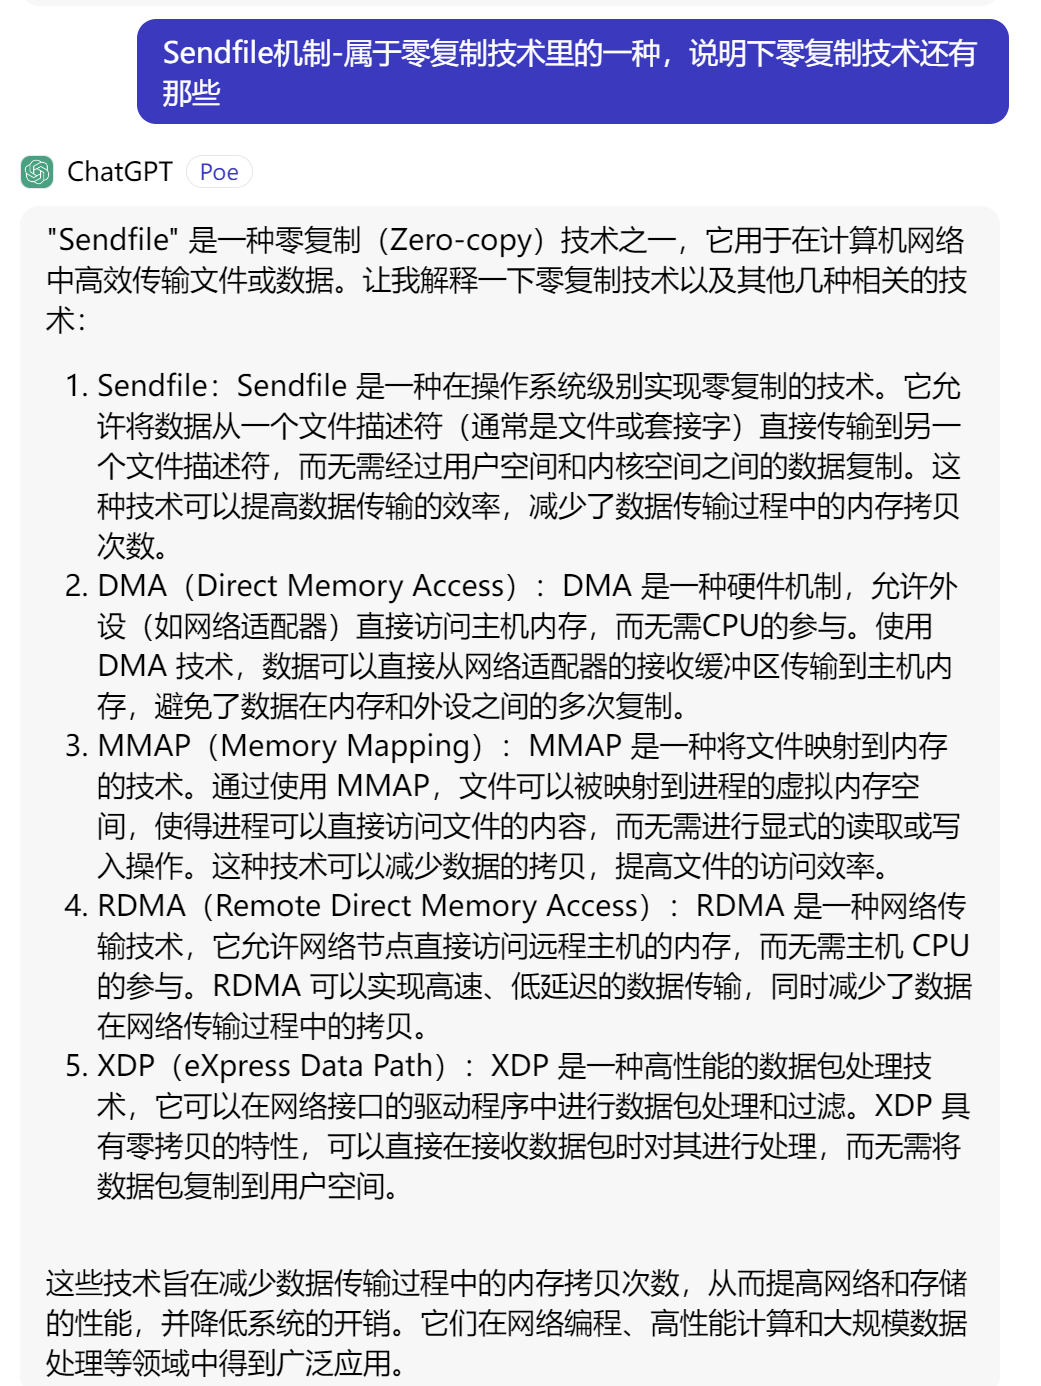 Sendfile机制-属于零复制技术里的一种，说明下零复制技术还有
那些
ChatGPT Poe
"Sendfile" 是一种零复制（Zero-copy）技术之一，它用于在计算机网络
中高效传输文件或数据。让我解释一下零复制技术以及其他几种相关的技
术：
1. Sendfile：Sendfile 是一种在操作系统级别实现零复制的技术。它允
许将数据从一个文件描述符（通常是文件或套接字）直接传输到另一
个文件描述符，而无需经过用户空间和内核空间之间的数据复制。这
种技术可以提高数据传输的效率，减少了数据传输过程中的内存拷贝
次数。
2. DMA（Direct Memory Access）：DMA 是一种硬件机制，允许外
设（如网络适配器）直接访问主机内存，而无需CPU的参与。使用
DMA 技术，数据可以直接从网络适配器的接收缓冲区传输到主机内
存，避免了数据在内存和外设之间的多次复制。
3. MMAP（Memory Mapping）：MMAP 是一种将文件映射到内存
的技术。通过使用 MMAP，文件可以被映射到进程的虚拟内存空
间，使得进程可以直接访问文件的内容，而无需进行显式的读取或写
入操作。这种技术可以减少数据的拷贝，提高文件的访问效率。
4. RDMA（Remote Direct Memory Access）：RDMA 是一种网络传
输技术，它允许网络节点直接访问远程主机的内存，而无需主机 CPU
的参与。RDMA 可以实现高速、低延迟的数据传输，同时减少了数据
在网络传输过程中的拷贝。
5. XDP（eXpress Data Path）：XDP 是一种高性能的数据包处理技
术，它可以在网络接口的驱动程序中进行数据包处理和过滤。XDP 具
有零拷贝的特性，可以直接在接收数据包时对其进行处理，而无需将
数据包复制到用户空间。
这些技术旨在减少数据传输过程中的内存拷贝次数，从而提高网络和存储
的性能，并降低系统的开销。它们在网络编程、高性能计算和大规模数据
处理等领域中得到广泛应用。